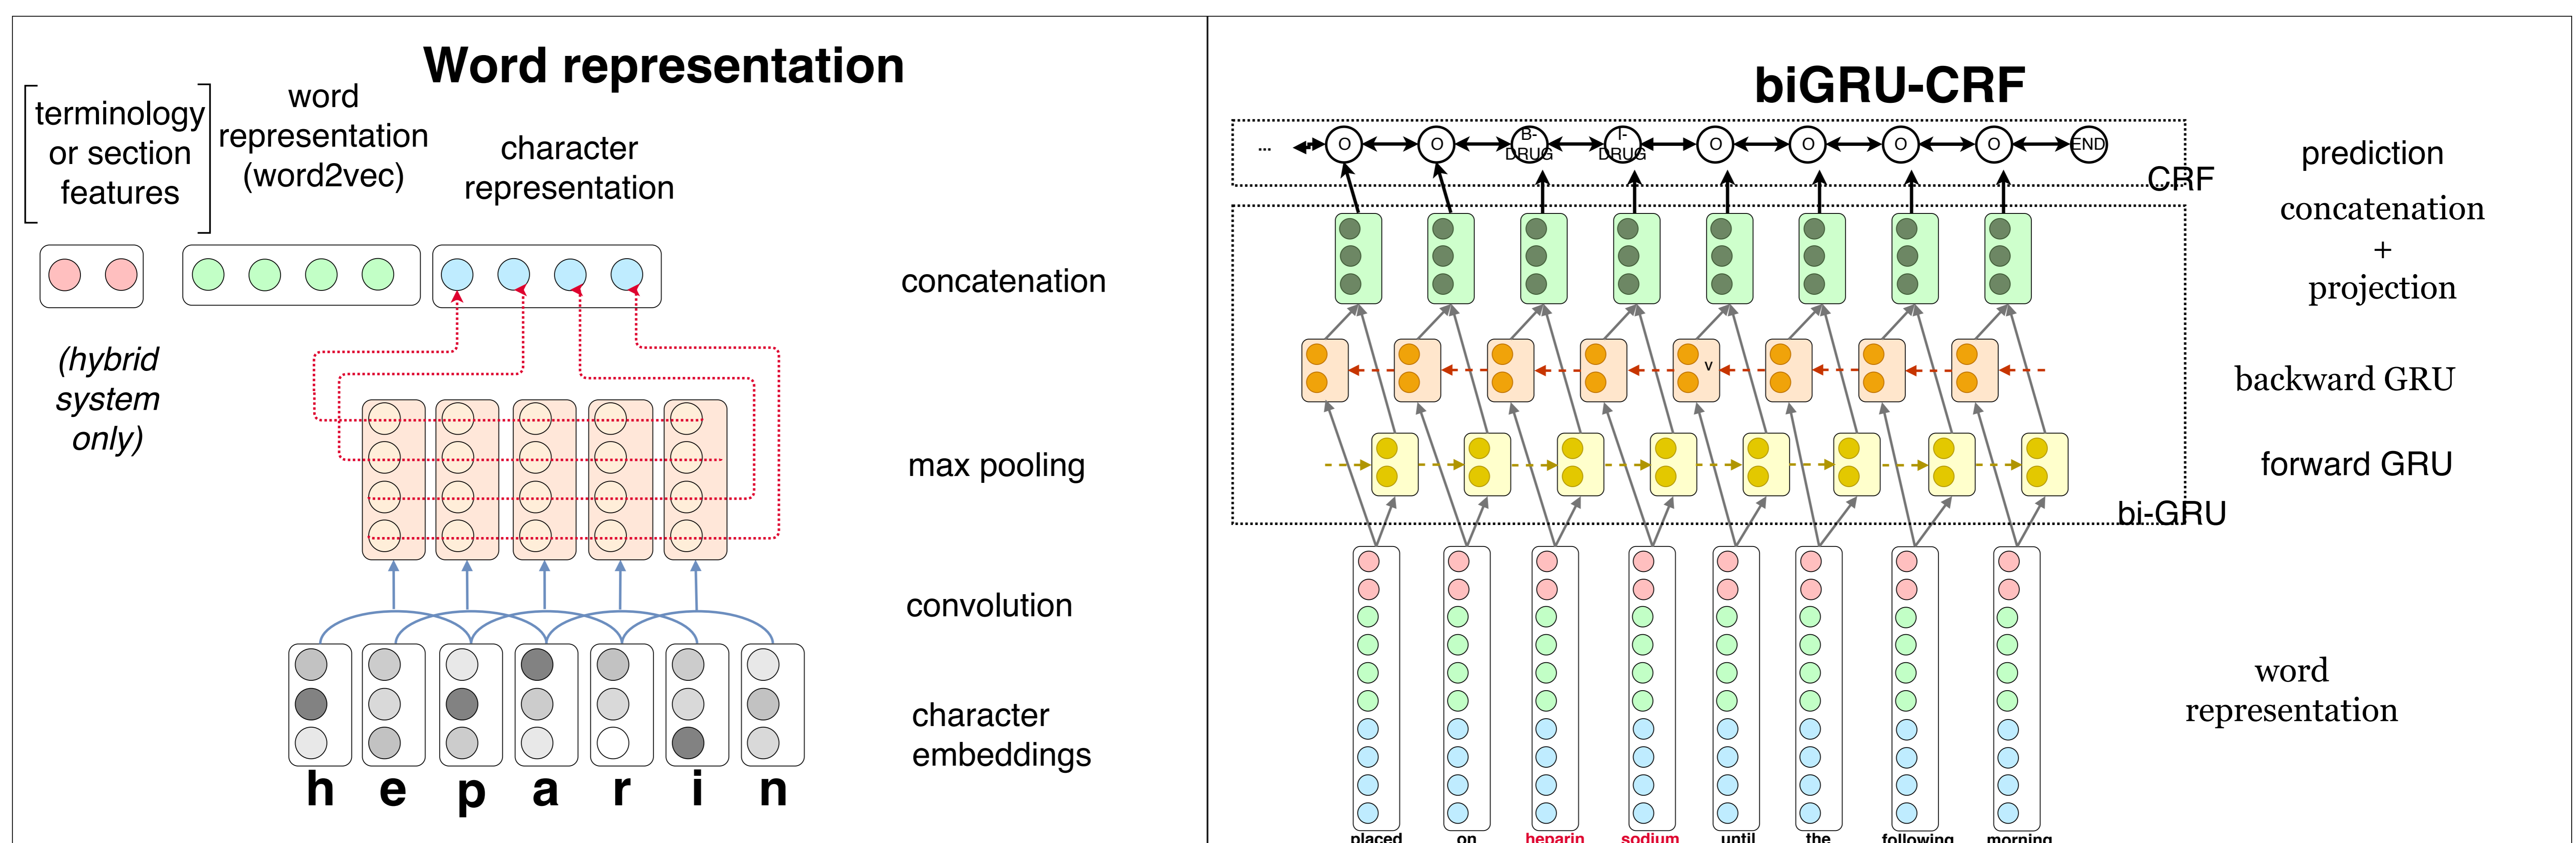 Word representation
terminology
or section
features
word
representation
(word2vec)
character
representation
concatenation
(hybrid
system
only)
max pooling
convolution
character
embeddings
h e p a r i n
biGRU-CRF
... O O B-DRUG I-DRUG O O O O END
CRF
prediction
concatenation
+
projection
v
backward GRU
forward GRU
bi-GRU
word
representation
placed on heparin sodium until the following morning